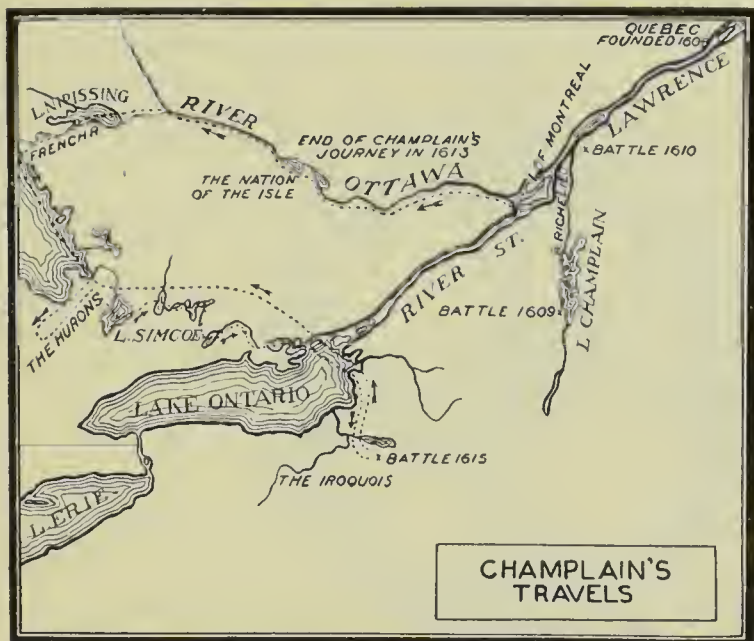 QUEBEC
FOUNDED 1608
L. NIPISSING
RIVER
I. OF MONTREAL
LAWRENCE
FRENCH R
END OF CHAMPLAIN'S
JOURNEY IN 1613
BATTLE 1610
THE NATION
OF THE ISLE
OTTAWA
RICHELIEU
L CHAMPLAIN
RIVER ST.
BATTLE 1609
THE HURONS
L. SIMCOE
LAKE ONTARIO
BATTLE 1615
THE IROQUOIS
L. ERIE
CHAMPLAIN'S
TRAVELS